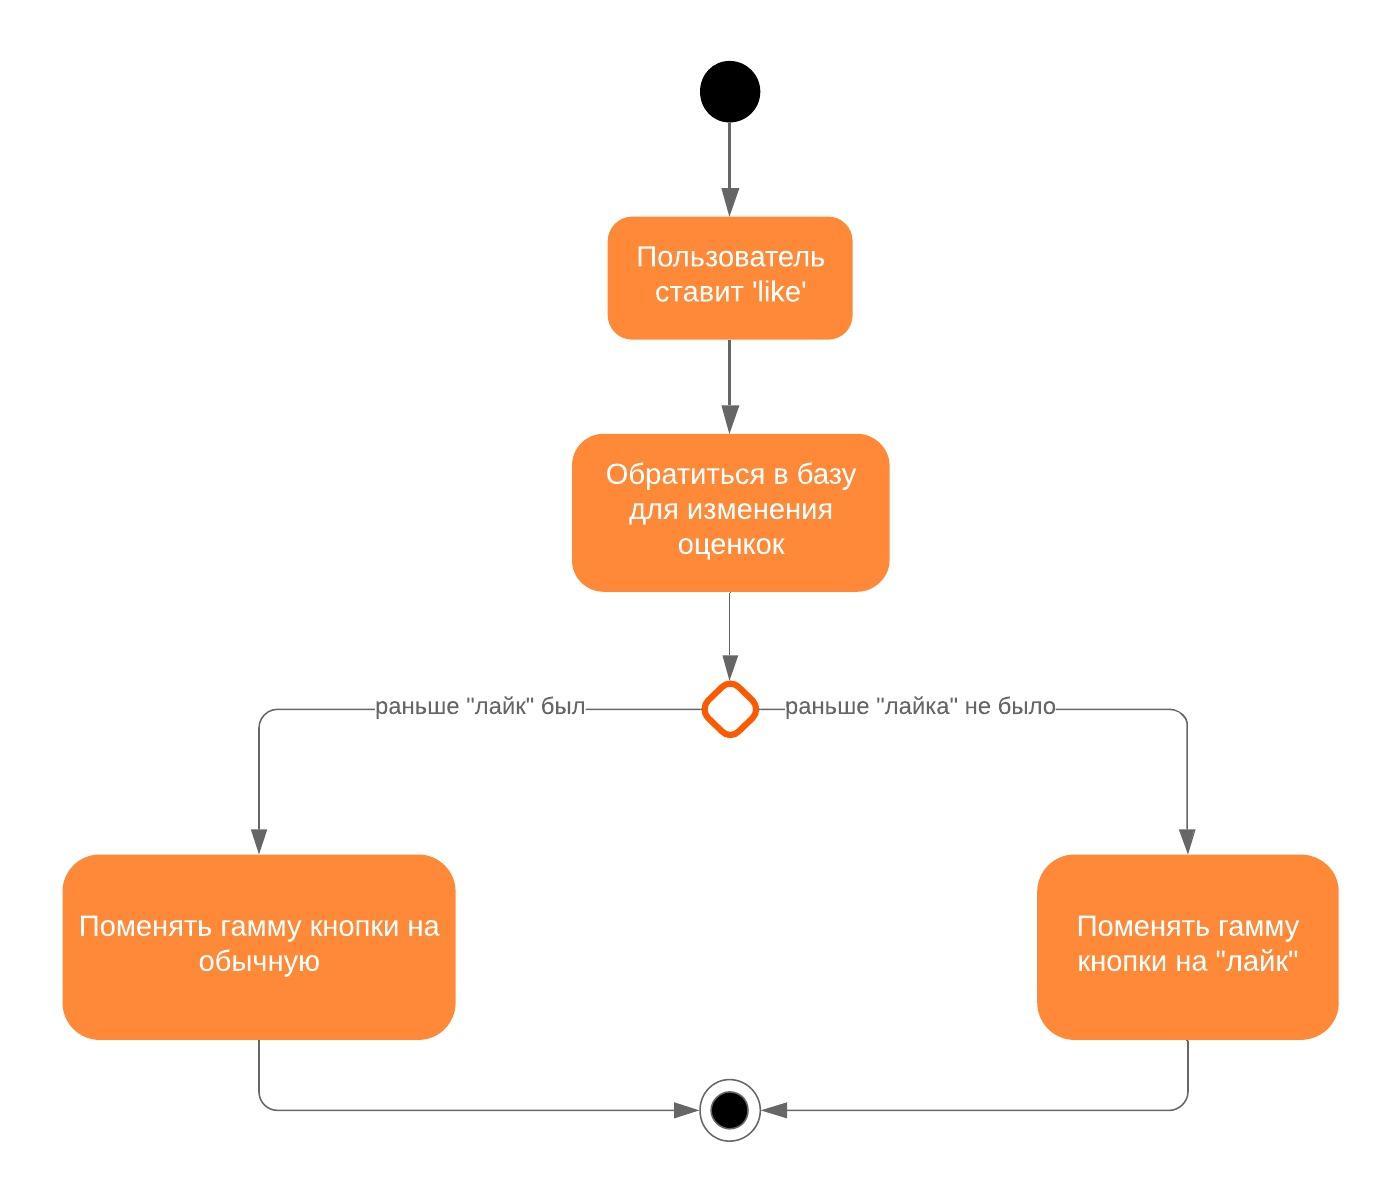 Пользователь
ставит 'like'
Обратиться в базу
для изменения
оценкок
раньше "лайк" был
раньше "лайка" не было
Поменять гамму кнопки на
обычную
Поменять гамму
кнопки на "лайк"